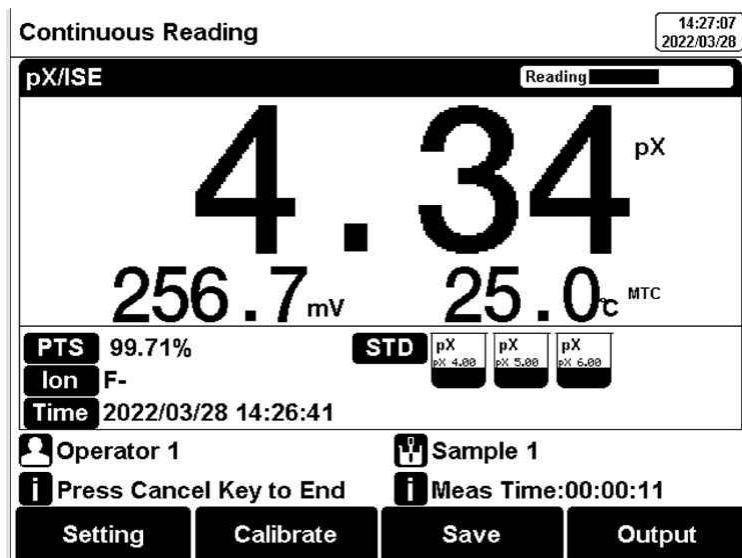 Continuous Reading
14:27:07
2022/03/28
pX/ISE
Reading
4.34 pX
256.7 mV
25.0 °C MTC
PTS 99.71%
STD
pX
pX 4.00
pX
pX 5.00
pX
pX 6.00
Ion F-
Time 2022/03/28 14:26:41
Operator 1
Sample 1
i Press Cancel Key to End
i Meas Time:00:00:11
Setting
Calibrate
Save
Output